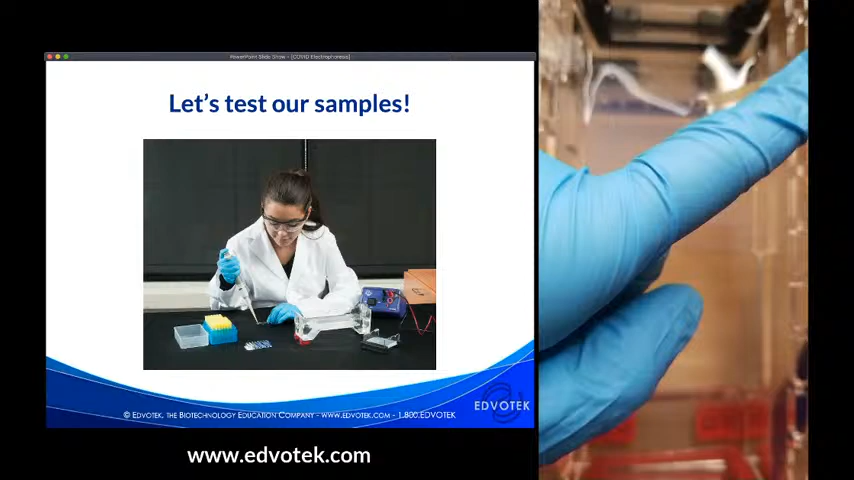 PowerPoint Slide Show - [COVID Electrophoresis]
Let's test our samples!
© Edvotek, The Biotechnology Education Company - www.edvotek.com - 1.800.EDVOTEK
EDVOTEK
www.edvotek.com